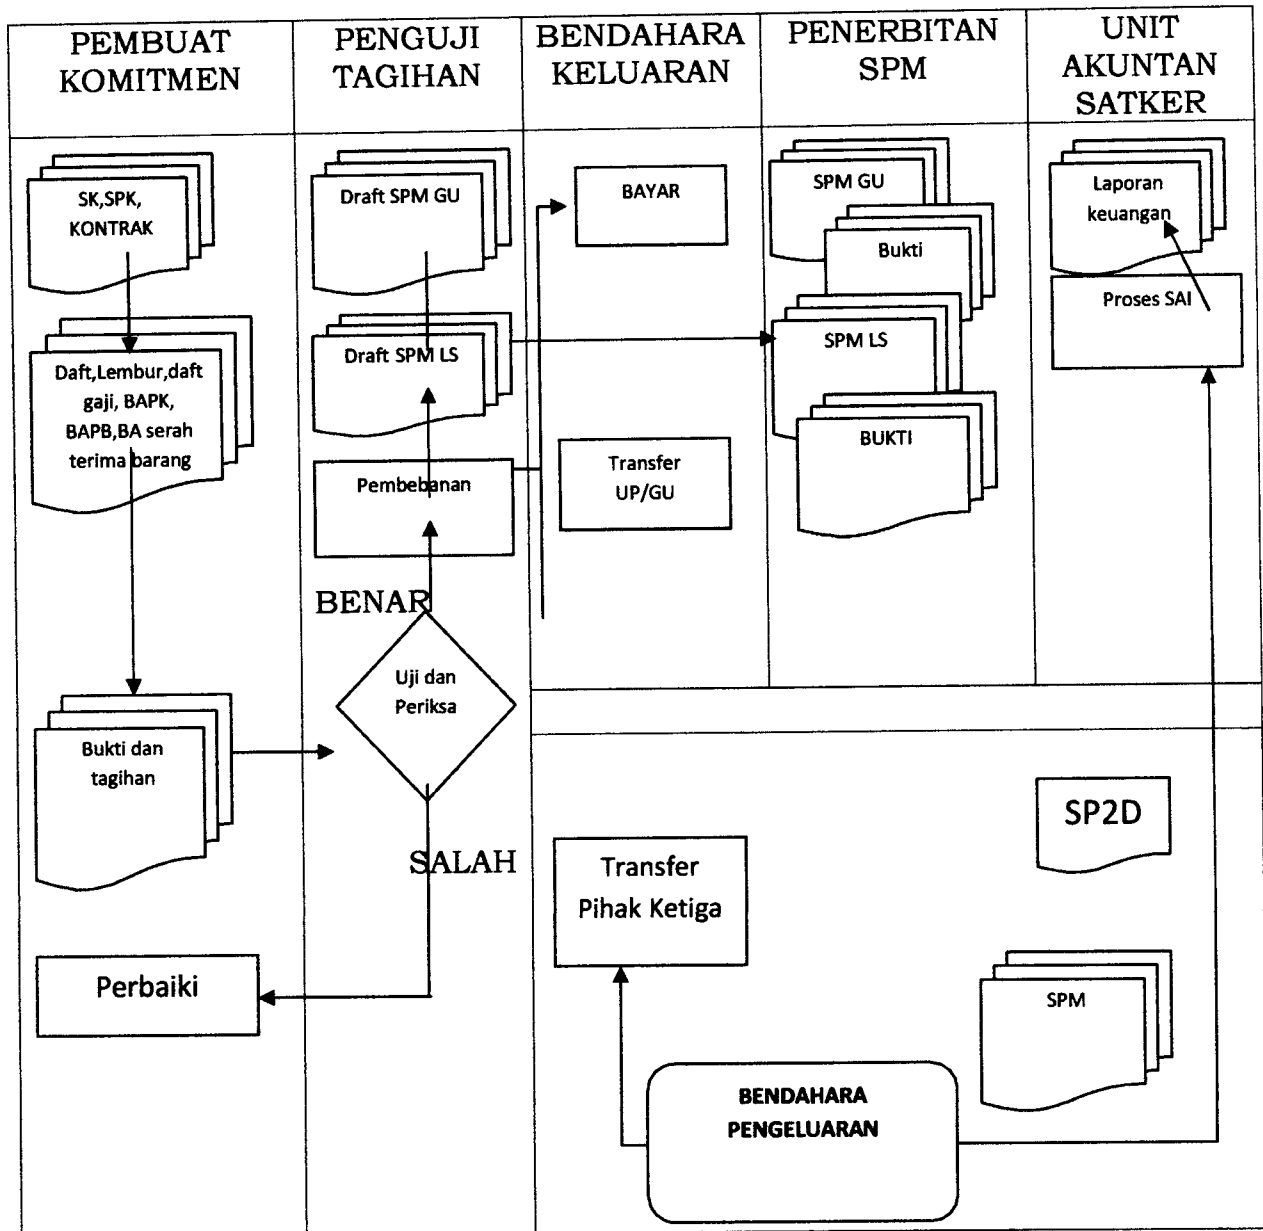 PEMBUAT
KOMITMEN
PENGUJI
TAGIHAN
BENDAHARA
KELUARAN
PENERBITAN
SPM
UNIT
AKUNTAN
SATKER
SK,SPK,
KONTRAK
Daft,Lembur,daft
gaji, BAPK,
BAPB,BA serah
terima barang
Bukti dan
tagihan
Perbaiki
Draft SPM GU
Draft SPM LS
Pembebanan
BENAR
Uji dan
Periksa
SALAH
BAYAR
Transfer
UP/GU
SPM GU
Bukti
SPM LS
BUKTI
Laporan
keuangan
Proses SAI
Transfer
Pihak Ketiga
SP2D
SPM
BENDAHARA
PENGELUARAN